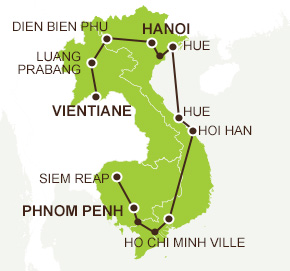 DIEN BIEN PHU
HANOI
HUE
LUANG
PRABANG
VIENTIANE
HUE
HOI HAN
SIEM REAP
PHNOM PENH
HO CHI MINH VILLE